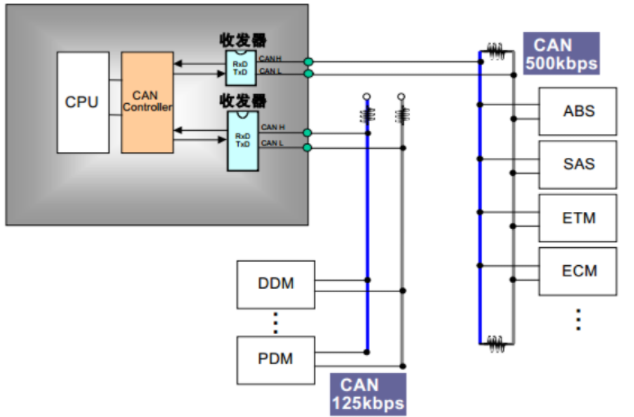 收发器
CAN H
RxD
TxD
CAN L
CPU
CAN
Controller
收发器
CAN H
RxD
TxD
CAN L
CAN
500kbps
ABS
SAS
ETM
ECM
DDM
PDM
CAN
125kbps